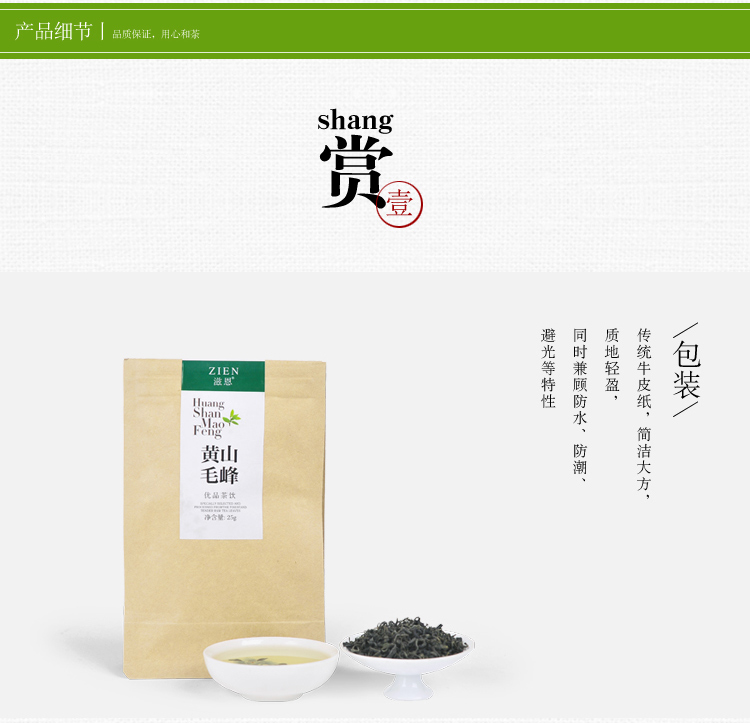 产品细节 | 品质保证，用心和茶
shang
赏
壹
包装
传统牛皮纸，简洁大方，
质地轻盈，
同时兼顾防水、防潮、
避光等特性
ZIEN
滋恩
Huang
Shan
Mao
Feng
黄山
毛峰
优品茶饮
净含量: 25g